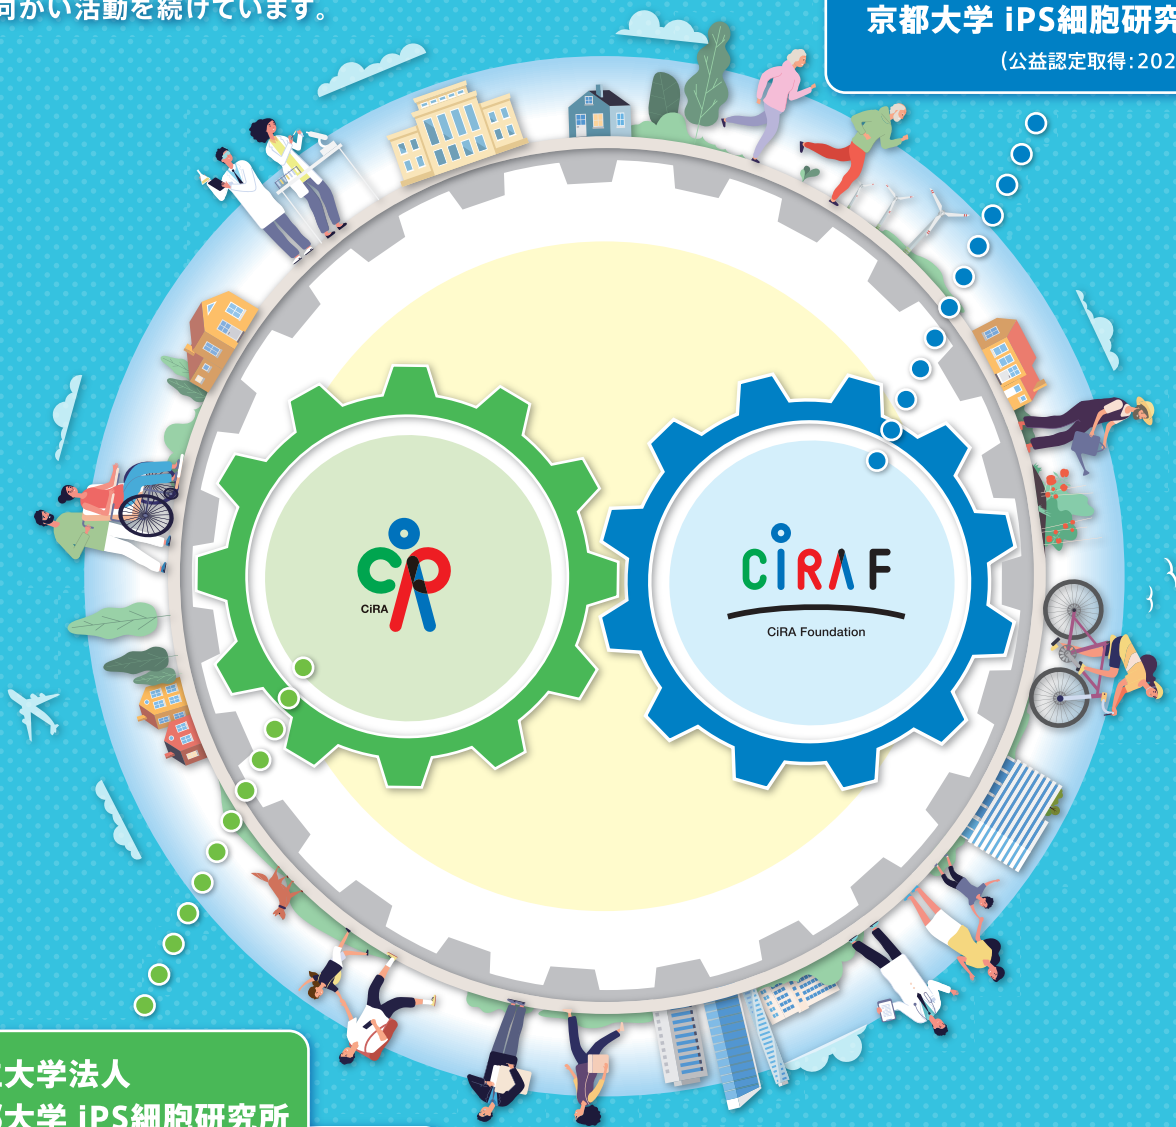 向かい活動を続けています。
京都大学 iPS細胞研究
(公益認定取得:202
CiRA
CiRA F
CiRA Foundation
大学法人
大学 iPS細胞研究所